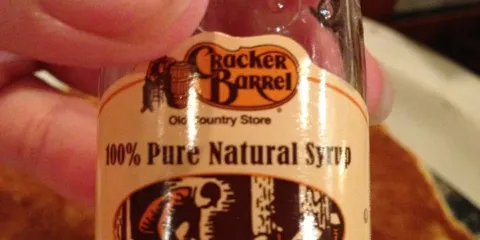 Cracker
Barrel
Old Country Store
100% Pure Natural Syrup